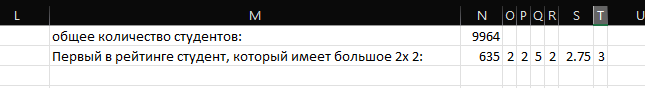 L M N O P Q R S T U
общее количество студентов: 9964
Первый в рейтинге студент, который имеет большое 2х 2: 635 2 2 5 2 2.75 3